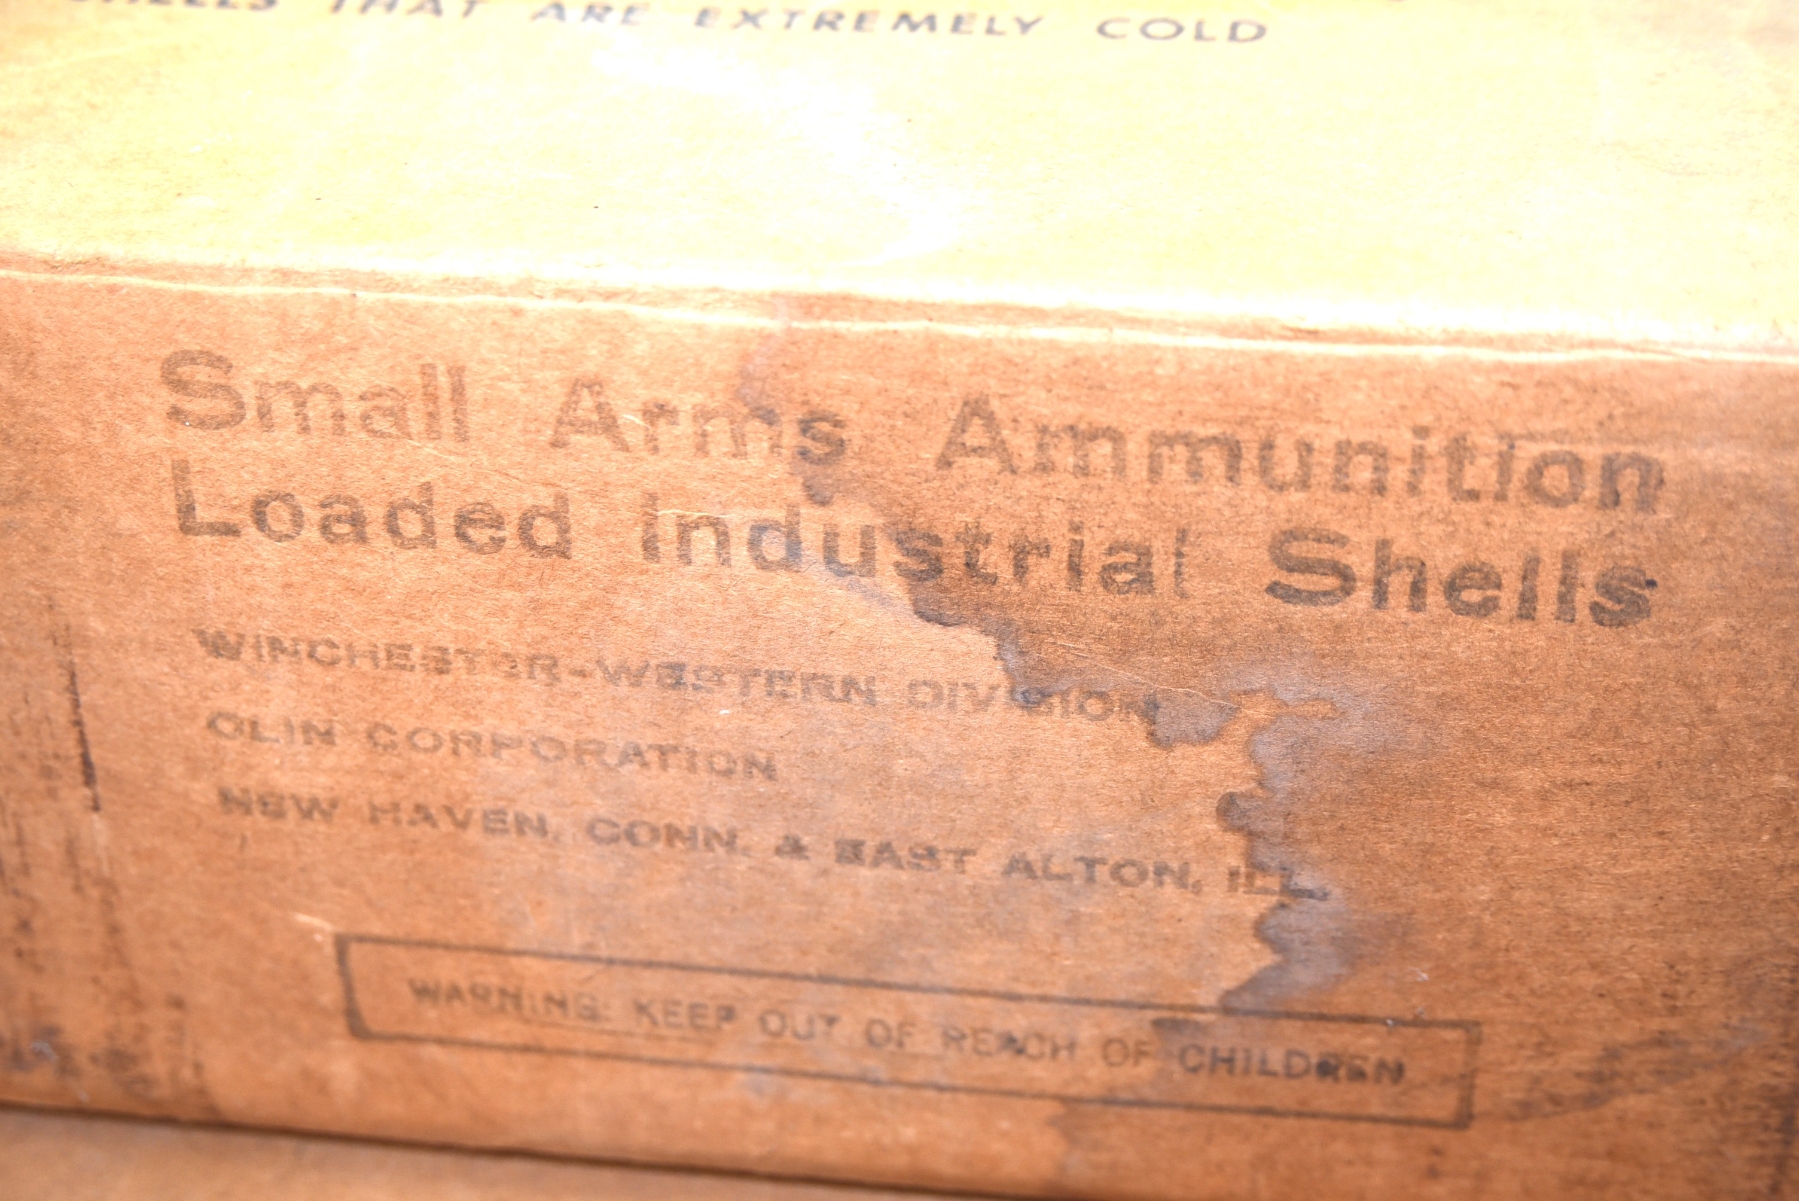 SHELLS THAT ARE EXTREMELY COLD
Small Arms Ammunition
Loaded Industrial Shells
WINCHESTER-WESTERN DIVISION
OLIN CORPORATION
NEW HAVEN, CONN. & EAST ALTON, ILL.
WARNING: KEEP OUT OF REACH OF CHILDREN